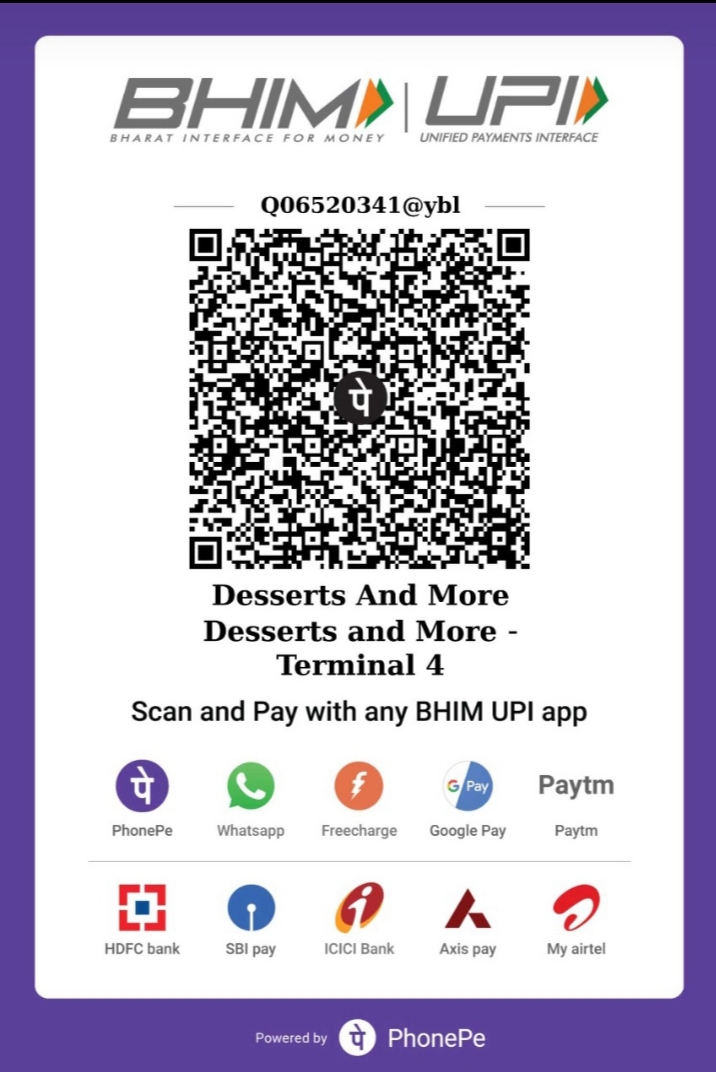 BHIM UPI
BHARAT INTERFACE FOR MONEY UNIFIED PAYMENTS INTERFACE
Q06520341@ybl
पे
Desserts And More
Desserts and More -
Terminal 4
Scan and Pay with any BHIM UPI app
पे G Pay Paytm
PhonePe Whatsapp Freecharge Google Pay Paytm
HDFC bank SBI pay ICICI Bank Axis pay My airtel
Powered by पे PhonePe